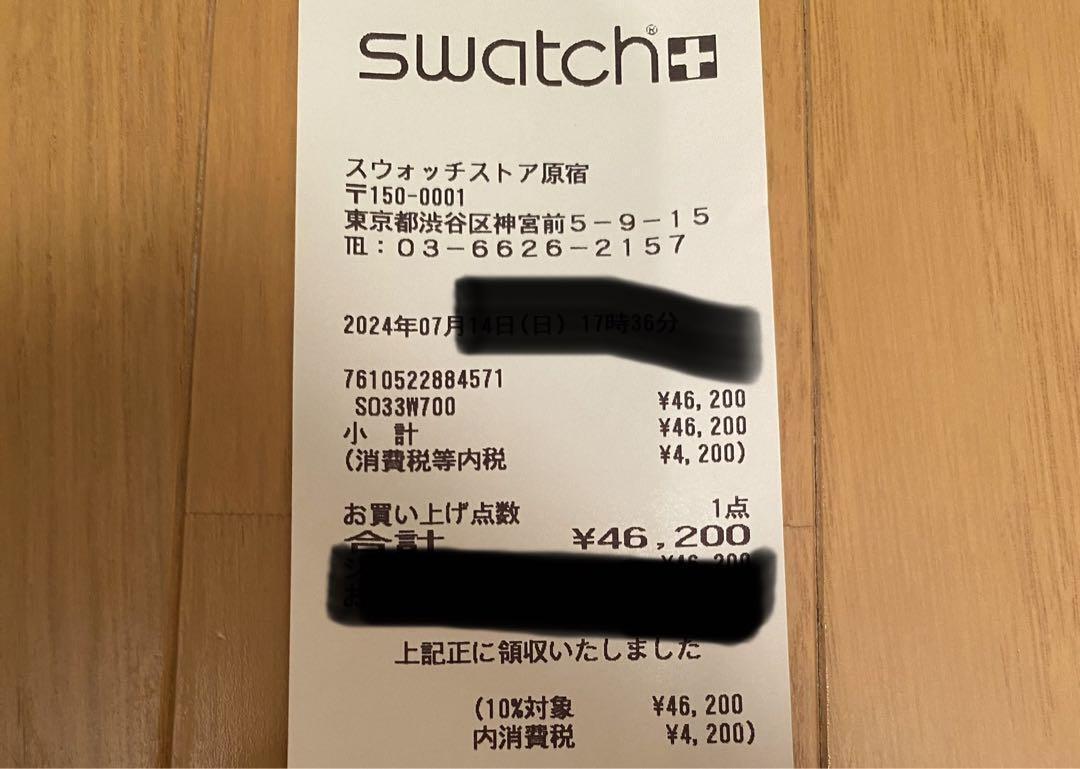 swatch®
スウォッチストア原宿
〒150-0001
東京都渋谷区神宮前5-9-15
℡:03-6626-2157
2024年07月14日(日) 17時36分
7610522884571
SO33W700 ¥46,200
小 計 ¥46,200
(消費税等内税 ¥4,200)
お買い上げ点数 1点
合計 ¥46,200
¥46,200
上記正に領収いたしました
(10%対象 ¥46,200
内消費税 ¥4,200)